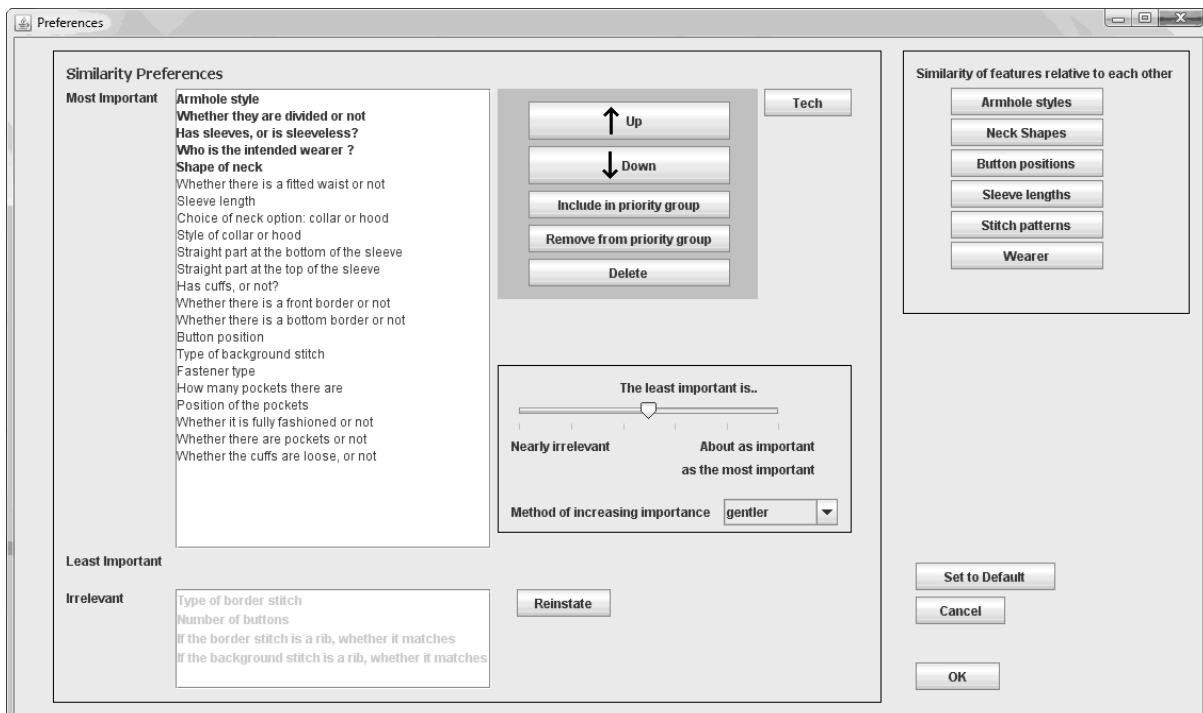 Preferences
Similarity Preferences
Most Important
Armhole style
Whether they are divided or not
Has sleeves, or is sleeveless?
Who is the intended wearer ?
Shape of neck
Whether there is a fitted waist or not
Sleeve length
Choice of neck option: collar or hood
Style of collar or hood
Straight part at the bottom of the sleeve
Straight part at the top of the sleeve
Has cuffs, or not?
Whether there is a front border or not
Whether there is a bottom border or not
Button position
Type of background stitch
Fastener type
How many pockets there are
Position of the pockets
Whether it is fully fashioned or not
Whether there are pockets or not
Whether the cuffs are loose, or not
Least Important
Irrelevant
Type of border stitch
Number of buttons
If the border stitch is a rib, whether it matches
If the background stitch is a rib, whether it matches
Up
Down
Include in priority group
Remove from priority group
Delete
Tech
The least important is..
Nearly irrelevant
About as important
as the most important
Method of increasing importance
gentler
Reinstate
Similarity of features relative to each other
Armhole styles
Neck Shapes
Button positions
Sleeve lengths
Stitch patterns
Wearer
Set to Default
Cancel
OK